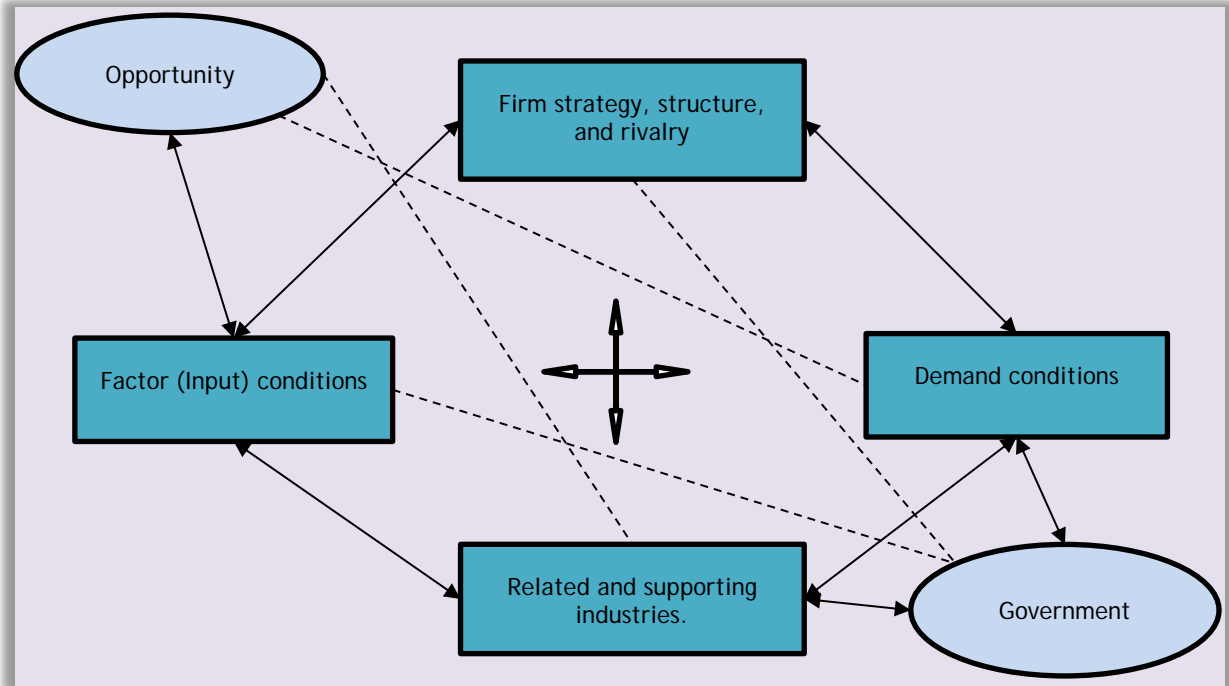 Opportunity
Firm strategy, structure,
and rivalry
Factor (Input) conditions
Demand conditions
Related and supporting
industries.
Government